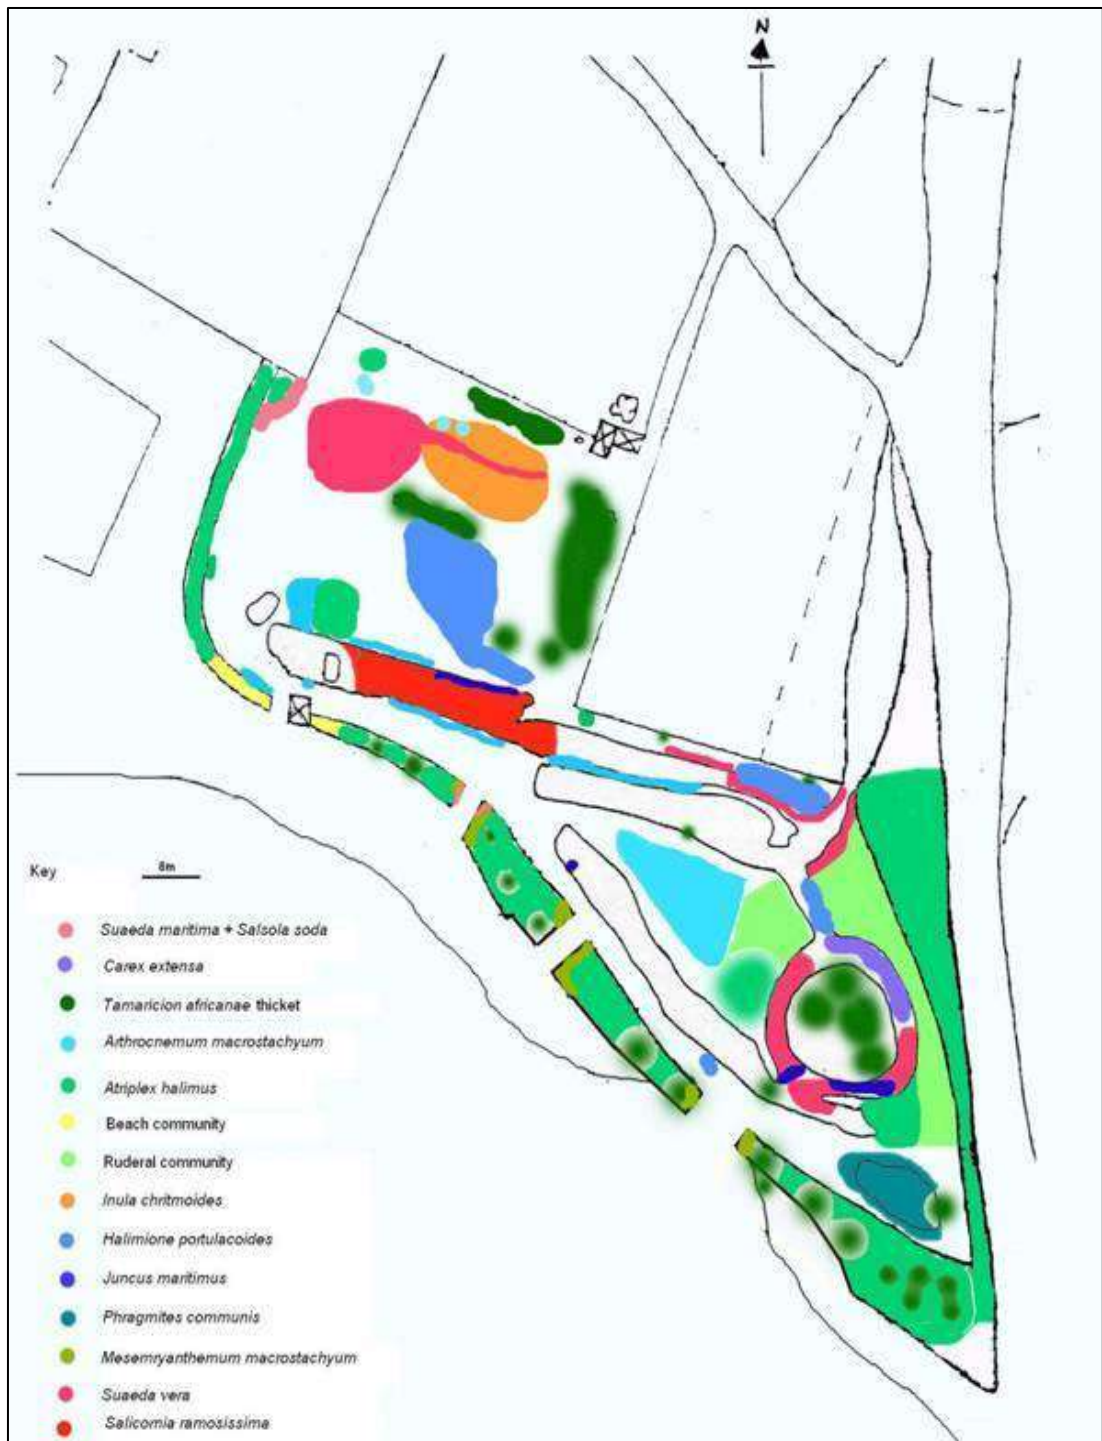 N
Key
8m
Suaeda maritima + Salsola soda
Carex extensa
Tamaricion africanae thicket
Arthrocnemum macrostachyum
Atriplex halimus
Beach community
Ruderal community
Inula chritmoides
Halimione portulacoides
Juncus maritimus
Phragmites communis
Mesemryanthemum macrostachyum
Suaeda vera
Salicornia ramosissima